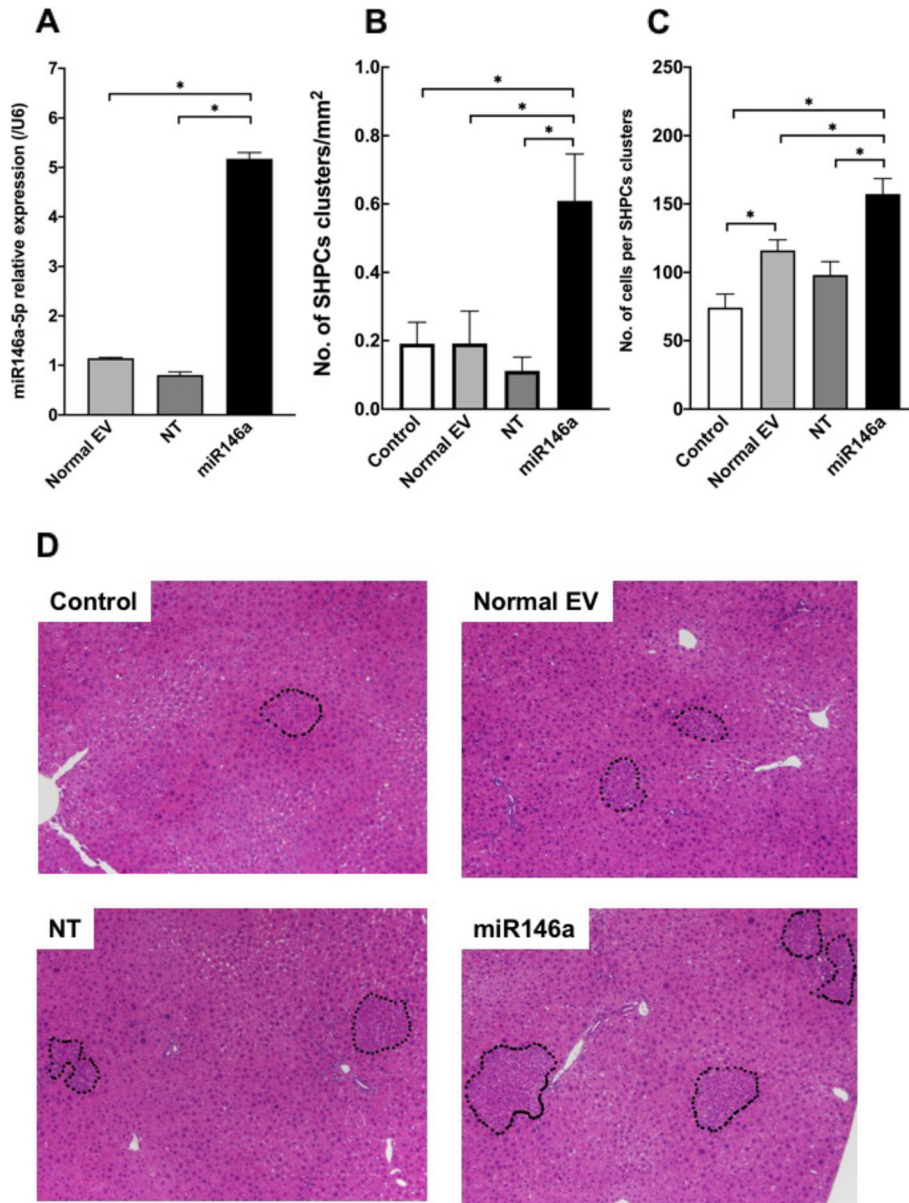 A
miR146a-5p relative expression (/U6)
7
6
5
4
3
2
1
0
*
*
Normal EV
NT
miR146a
B
No. of SHPCs clusters/mm²
1.0
0.8
0.6
0.4
0.2
0.0
*
*
*
Control
Normal EV
NT
miR146a
C
No. of cells per SHPCs clusters
250
200
150
100
50
0
*
*
*
*
Control
Normal EV
NT
miR146a
D
Control
Normal EV
NT
miR146a